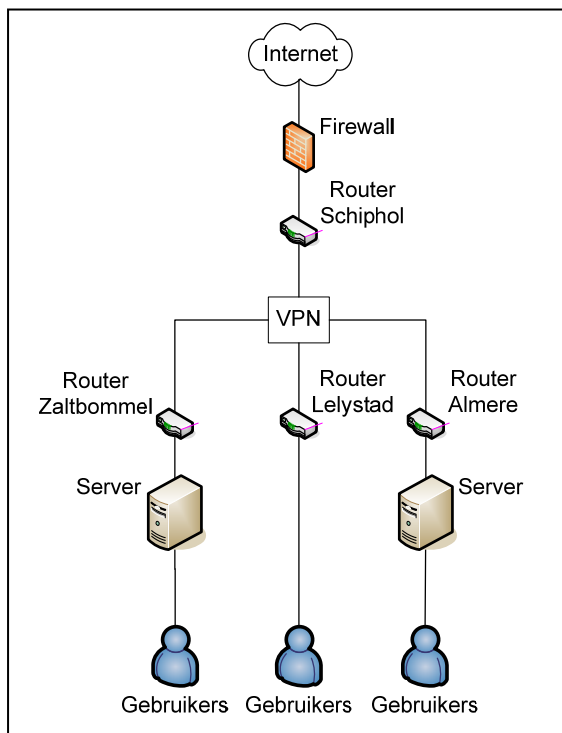 Internet
Firewall
Router
Schiphol
VPN
Router
Zaltbommel
Router
Lelystad
Router
Almere
Server
Server
Gebruikers
Gebruikers
Gebruikers